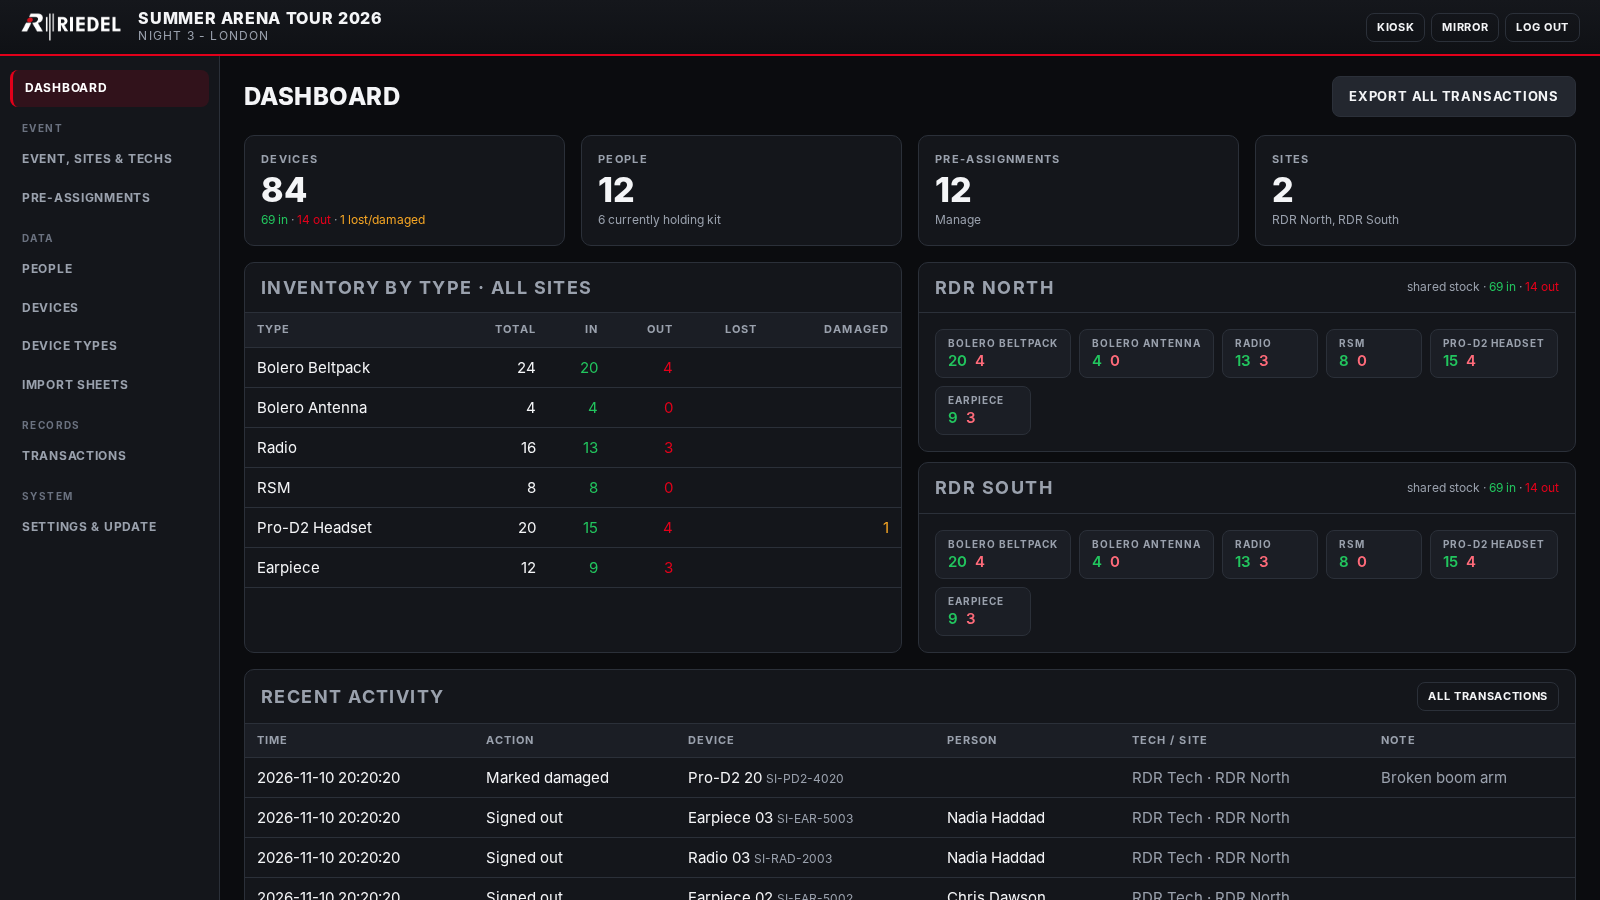 RIEDEL
SUMMER ARENA TOUR 2026
NIGHT 3 - LONDON
KIOSK
MIRROR
LOG OUT
DASHBOARD
EVENT
EVENT, SITES & TECHS
PRE-ASSIGNMENTS
DATA
PEOPLE
DEVICES
DEVICE TYPES
IMPORT SHEETS
RECORDS
TRANSACTIONS
SYSTEM
SETTINGS & UPDATE
DASHBOARD
EXPORT ALL TRANSACTIONS
DEVICES
84
69 in · 14 out · 1 lost/damaged
PEOPLE
12
6 currently holding kit
PRE-ASSIGNMENTS
12
Manage
SITES
2
RDR North, RDR South
INVENTORY BY TYPE · ALL SITES
TYPE TOTAL IN OUT LOST DAMAGED
Bolero Beltpack 24 20 4
Bolero Antenna 4 4 0
Radio 16 13 3
RSM 8 8 0
Pro-D2 Headset 20 15 4 1
Earpiece 12 9 3
RDR NORTH
shared stock · 69 in · 14 out
BOLERO BELTPACK
20 4
BOLERO ANTENNA
4 0
RADIO
13 3
RSM
8 0
PRO-D2 HEADSET
15 4
EARPIECE
9 3
RDR SOUTH
shared stock · 69 in · 14 out
BOLERO BELTPACK
20 4
BOLERO ANTENNA
4 0
RADIO
13 3
RSM
8 0
PRO-D2 HEADSET
15 4
EARPIECE
9 3
RECENT ACTIVITY
ALL TRANSACTIONS
TIME ACTION DEVICE PERSON TECH / SITE NOTE
2026-11-10 20:20:20 Marked damaged Pro-D2 20 SI-PD2-4020 RDR Tech · RDR North Broken boom arm
2026-11-10 20:20:20 Signed out Earpiece 03 SI-EAR-5003 Nadia Haddad RDR Tech · RDR North
2026-11-10 20:20:20 Signed out Radio 03 SI-RAD-2003 Nadia Haddad RDR Tech · RDR North
2026-11-10 20:20:20 Signed out Earpiece 02 SI-EAR-5002 Chris Dawson RDR Tech · RDR North